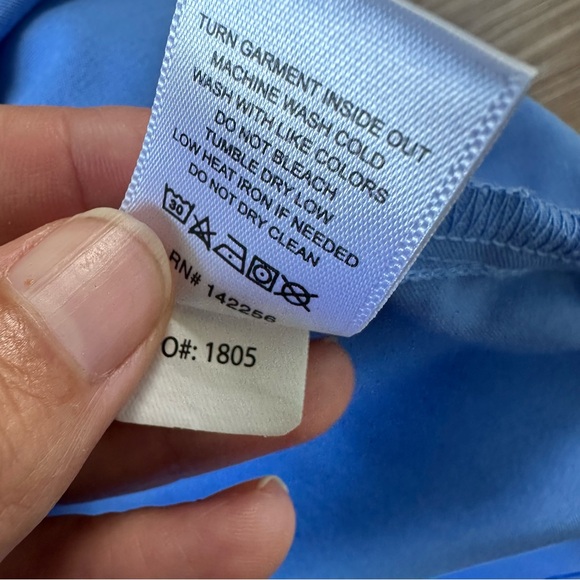 TURN GARMENT INSIDE OUT
MACHINE WASH COLD
WASH WITH LIKE COLORS
DO NOT BLEACH
TUMBLE DRY LOW
LOW HEAT IRON IF NEEDED
DO NOT DRY CLEAN
30
RN# 142256
O#: 1805